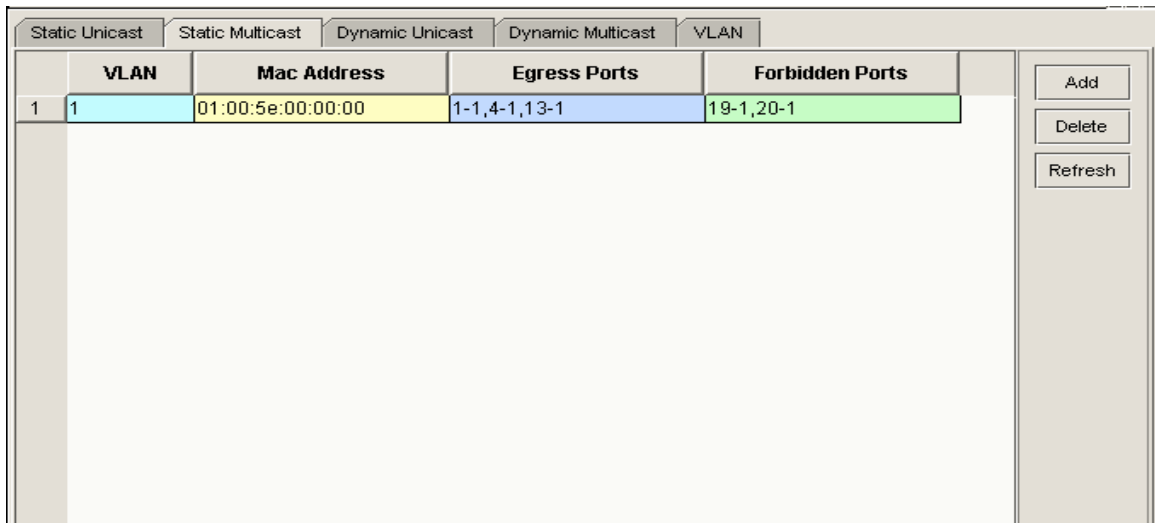 Static Unicast Static Multicast Dynamic Unicast Dynamic Multicast VLAN
VLAN Mac Address Egress Ports Forbidden Ports
1 1 01:00:5e:00:00:00 1-1,4-1,13-1 19-1,20-1
Add
Delete
Refresh